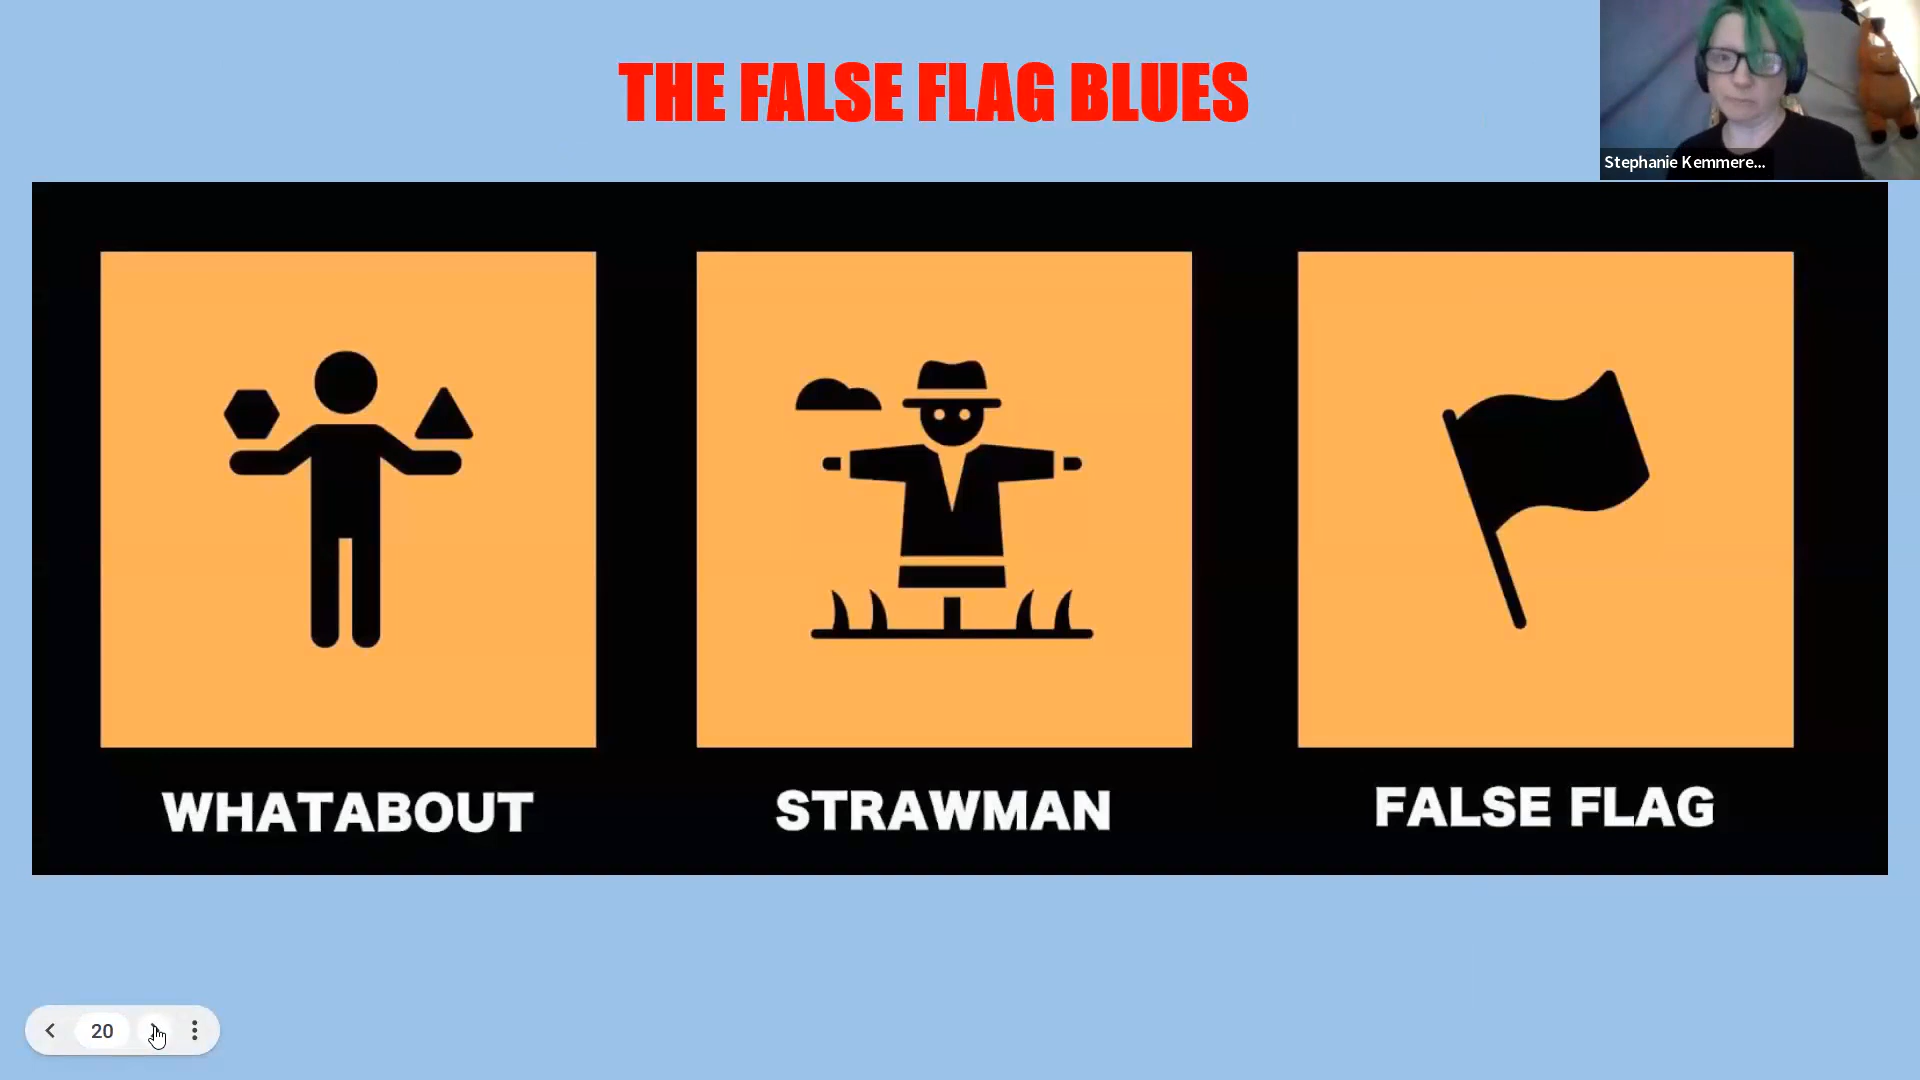 THE FALSE FLAG BLUES
Stephanie Kemmere...
WHATABOUT
STRAWMAN
FALSE FLAG
20